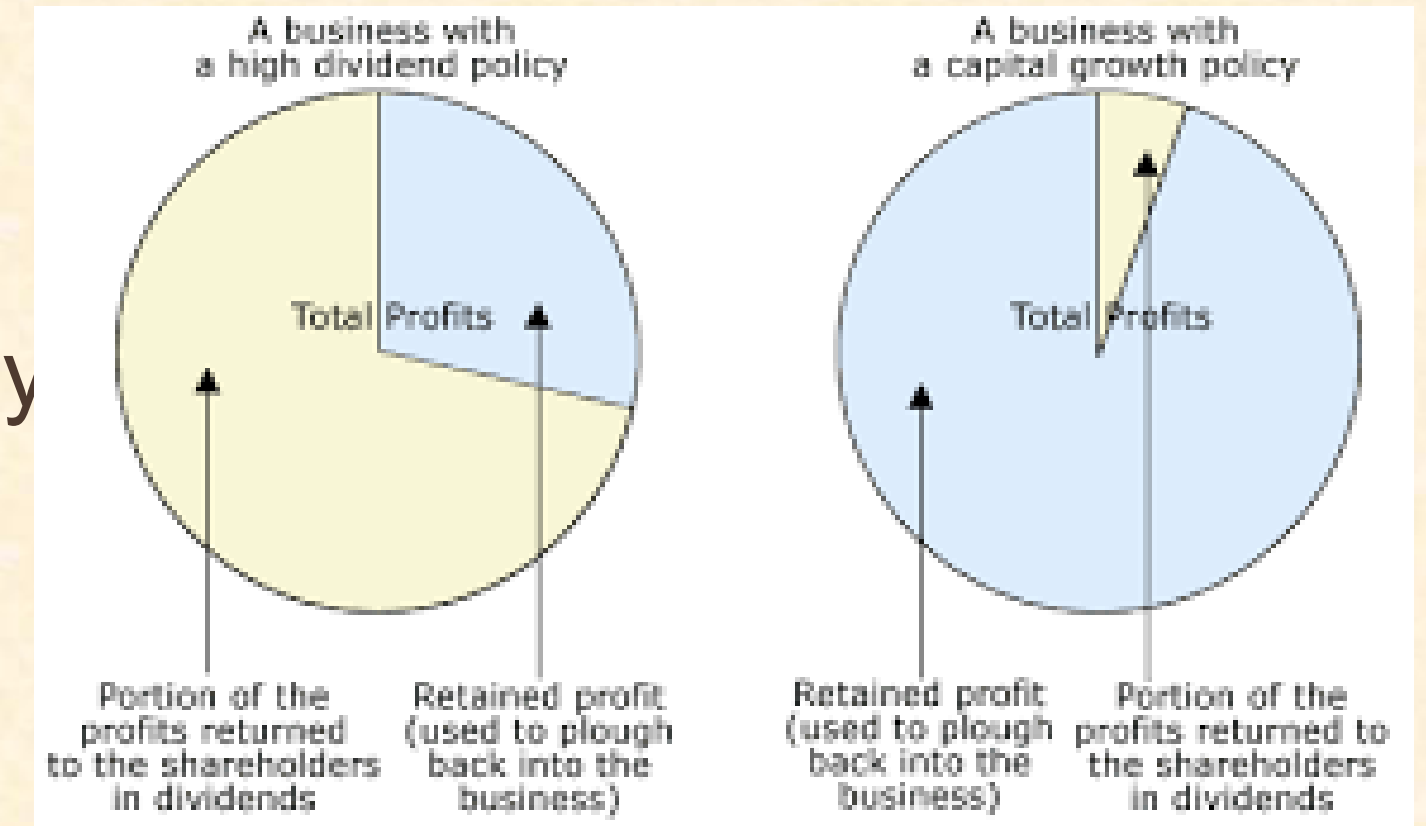 A business with
a high dividend policy
Total Profits
Portion of the
profits returned
to the shareholders
in dividends
Retained profit
(used to plough
back into the
business)
A business with
a capital growth policy
Total Profits
Retained profit
(used to plough
back into the
business)
Portion of the
profits returned to
the shareholders
in dividends
y